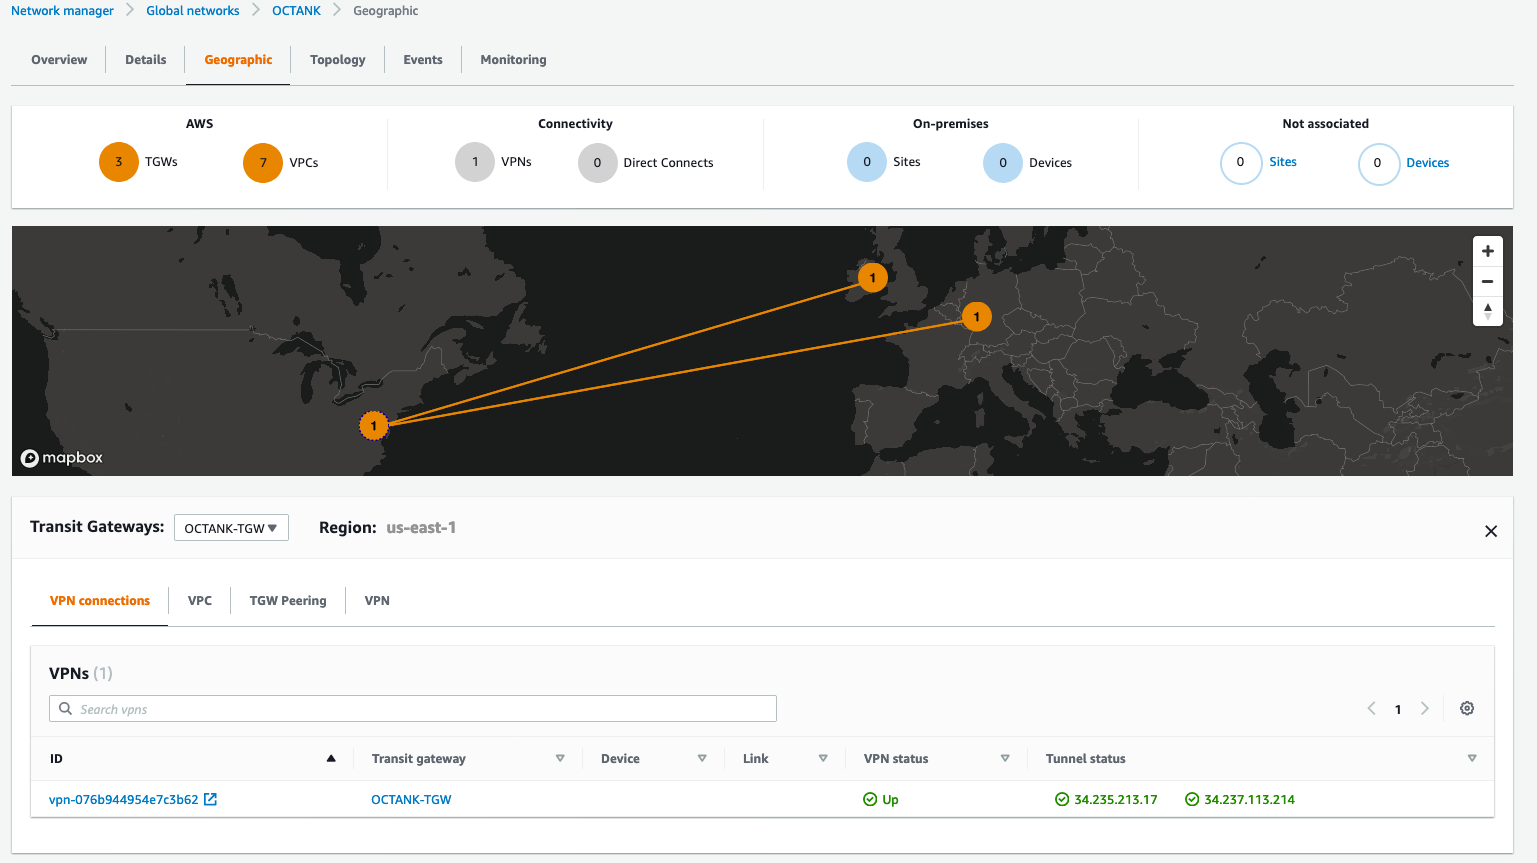 Network manager Global networks OCTANK Geographic
Overview Details Geographic Topology Events Monitoring
AWS Connectivity On-premises Not associated
3 TGWs 7 VPCs 1 VPNs 0 Direct Connects 0 Sites 0 Devices 0 Sites 0 Devices
1
1
1
mapbox
Transit Gateways: OCTANK-TGW Region: us-east-1
VPN connections VPC TGW Peering VPN
VPNs (1)
Search vpns 1
ID Transit gateway Device Link VPN status Tunnel status
vpn-076b944954e7c3b62 OCTANK-TGW Up 34.235.213.17 34.237.113.214